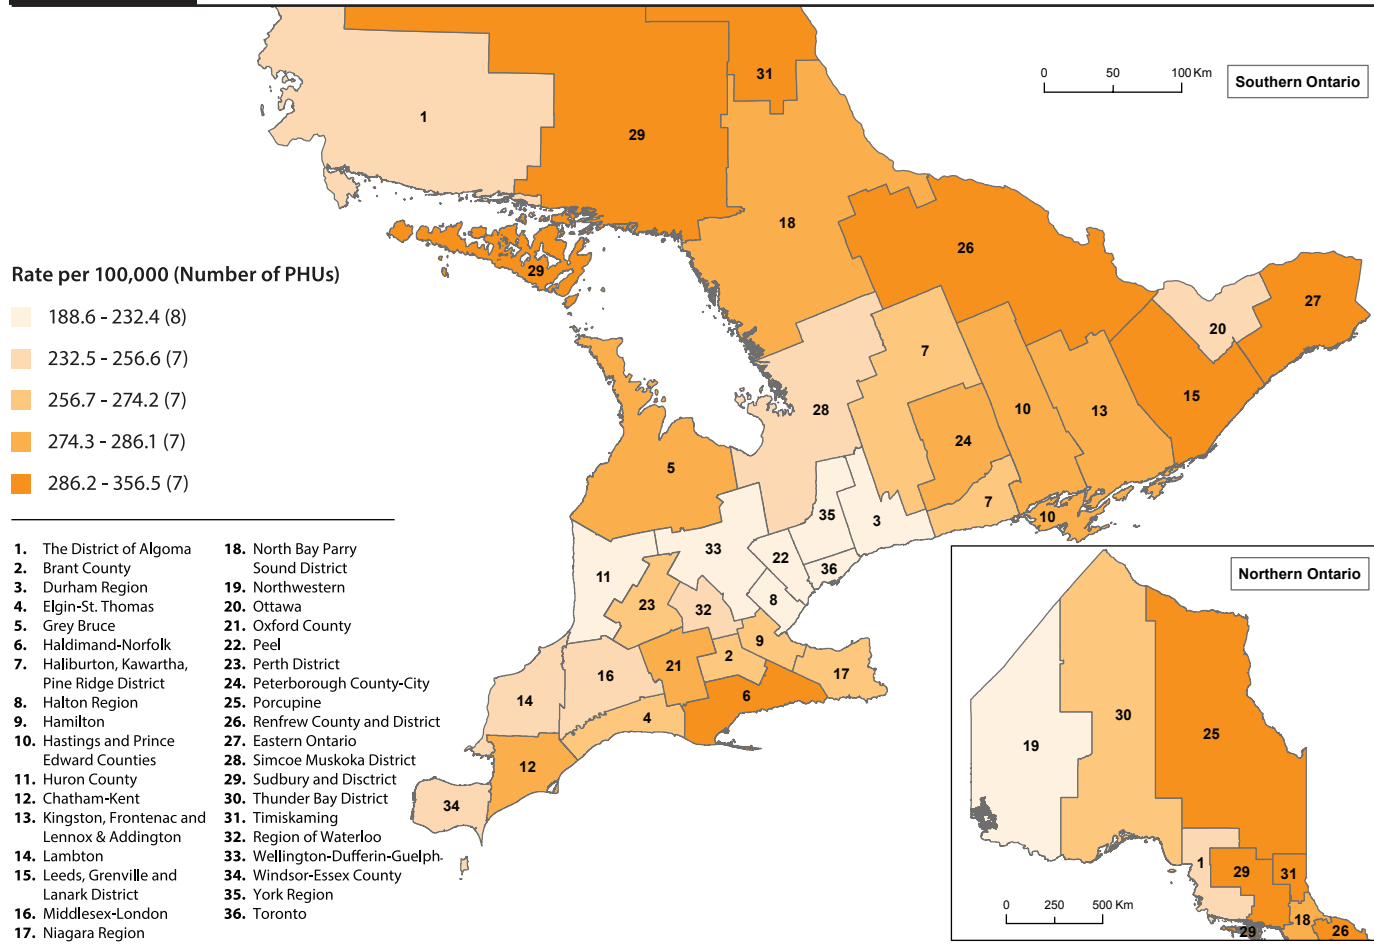 31
0 50 100 Km
Southern Ontario
1
29
18
26
29
27
20
Rate per 100,000 (Number of PHUs)
188.6 - 232.4 (8)
232.5 - 256.6 (7)
256.7 - 274.2 (7)
274.3 - 286.1 (7)
286.2 - 356.5 (7)
7
28
10
13
15
24
5
7
35
3
10
33
22
36
11
8
23
32
9
2
21
17
16
6
14
4
12
34
1. The District of Algoma
2. Brant County
3. Durham Region
4. Elgin-St. Thomas
5. Grey Bruce
6. Haldimand-Norfolk
7. Haliburton, Kawartha,
Pine Ridge District
8. Halton Region
9. Hamilton
10. Hastings and Prince
Edward Counties
11. Huron County
12. Chatham-Kent
13. Kingston, Frontenac and
Lennox & Addington
14. Lambton
15. Leeds, Grenville and
Lanark District
16. Middlesex-London
17. Niagara Region
18. North Bay Parry
Sound District
19. Northwestern
20. Ottawa
21. Oxford County
22. Peel
23. Perth District
24. Peterborough County-City
25. Porcupine
26. Renfrew County and District
27. Eastern Ontario
28. Simcoe Muskoka District
29. Sudbury and Disctrict
30. Thunder Bay District
31. Timiskaming
32. Region of Waterloo
33. Wellington-Dufferin-Guelph
34. Windsor-Essex County
35. York Region
36. Toronto
Northern Ontario
19
30
25
1
29
31
0 250 500 Km
18
29
26